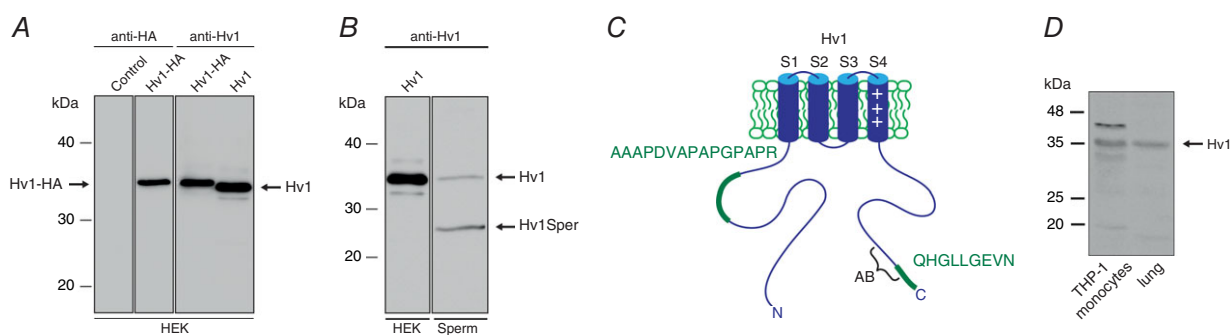 A
anti-HA
anti-Hv1
Control
Hv1-HA
Hv1-HA
Hv1
kDa
40
30
20
Hv1-HA
Hv1
HEK
B
anti-Hv1
Hv1
kDa
40
30
20
Hv1
Hv1Sper
HEK
Sperm
C
Hv1
S1
S2
S3
S4
+
+
+
AAAPDVAPAPGPAPR
QHGLLGEVN
AB
N
C
D
kDa
48
35
25
20
Hv1
THP-1
monocytes
lung